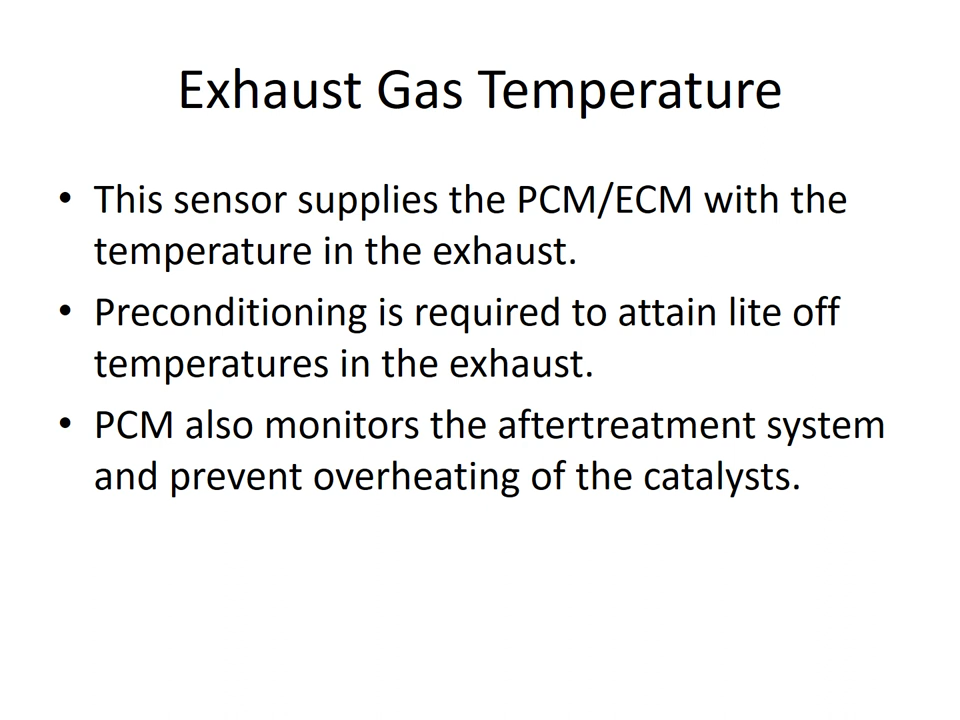 Exhaust Gas Temperature
• This sensor supplies the PCM/ECM with the
temperature in the exhaust.
• Preconditioning is required to attain lite off
temperatures in the exhaust.
• PCM also monitors the aftertreatment system
and prevent overheating of the catalysts.